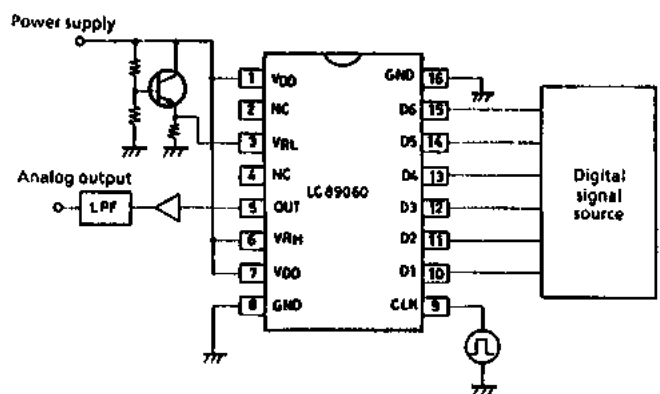 Power supply
1 VDD
2 NC
3 VRL
4 NC
5 OUT
6 VRH
7 VDD
8 GND
Analog output
LPF
LC89060
GND 16
D6 15
D5 14
D4 13
D3 12
D2 11
D1 10
CLK 9
Digital
signal
source